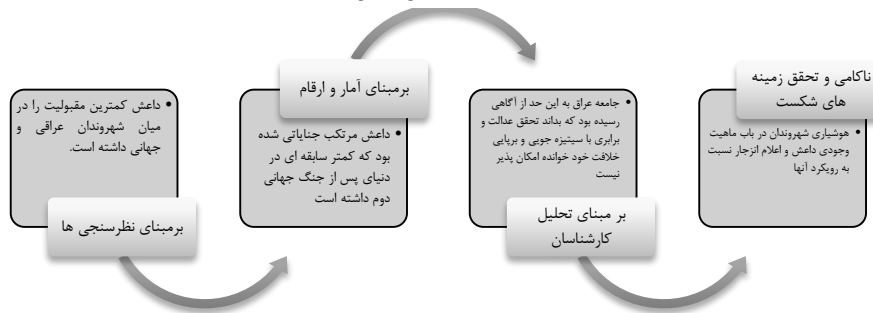 داعش کمترین مقبولیت را در
میان شهروندان عراقی و
جهانی داشته است.
برمبنای نظرسنجی ها
برمبنای آمار و ارقام
داعش مرتکب جنایاتی شده
بود که کمتر سابقه ای در
دنیای پس از جنگ جهانی
دوم داشته است
جامعه عراق به این حد از آگاهی
رسیده بود که بداند تحقق عدالت و
برابری با سیتیزه جویی و برپایی
خلافت خود خوانده امکان پذیر
نیست
بر مبنای تحلیل
کارشناسان
ناکامی و تحقق زمینه
های شکست
هوشیاری شهروندان در باب ماهیت
وجودی داعش و اعلام انزجار نسبت
به رویکرد آنها